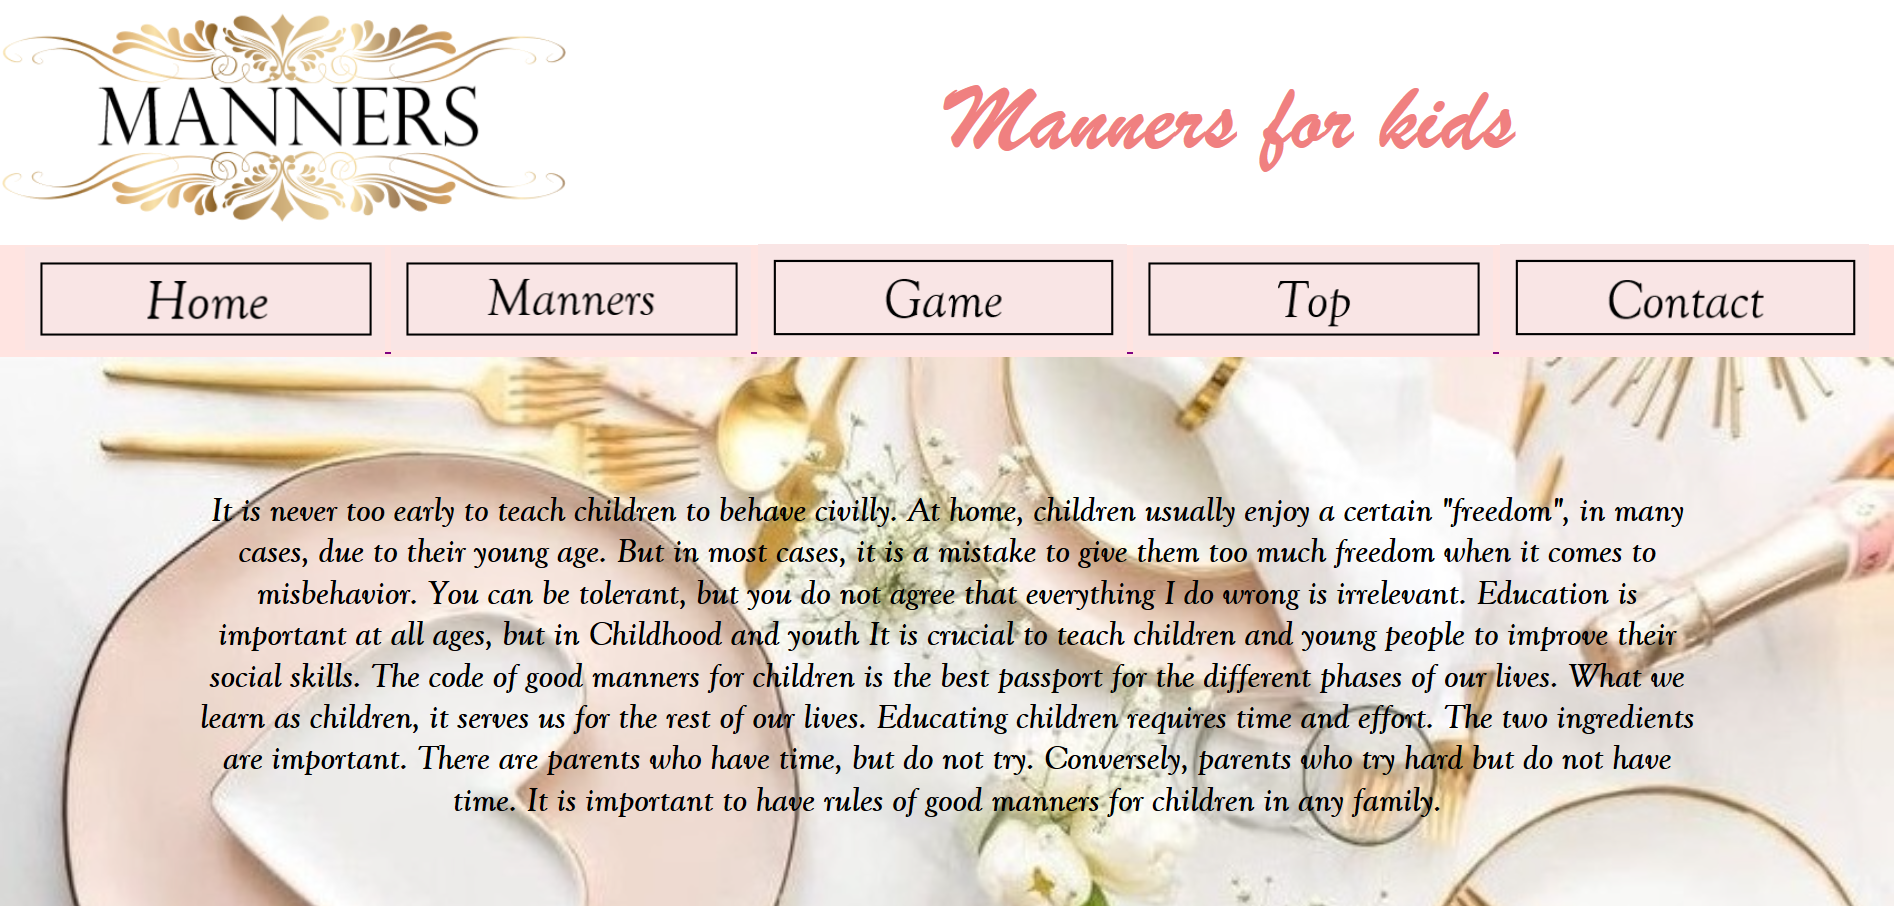 MANNERS
Manners for kids
Home
Manners
Game
Top
Contact
It is never too early to teach children to behave civilly. At home, children usually enjoy a certain "freedom", in many
cases, due to their young age. But in most cases, it is a mistake to give them too much freedom when it comes to
misbehavior. You can be tolerant, but you do not agree that everything I do wrong is irrelevant. Education is
important at all ages, but in Childhood and youth It is crucial to teach children and young people to improve their
social skills. The code of good manners for children is the best passport for the different phases of our lives. What we
learn as children, it serves us for the rest of our lives. Educating children requires time and effort. The two ingredients
are important. There are parents who have time, but do not try. Conversely, parents who try hard but do not have
time. It is important to have rules of good manners for children in any family.